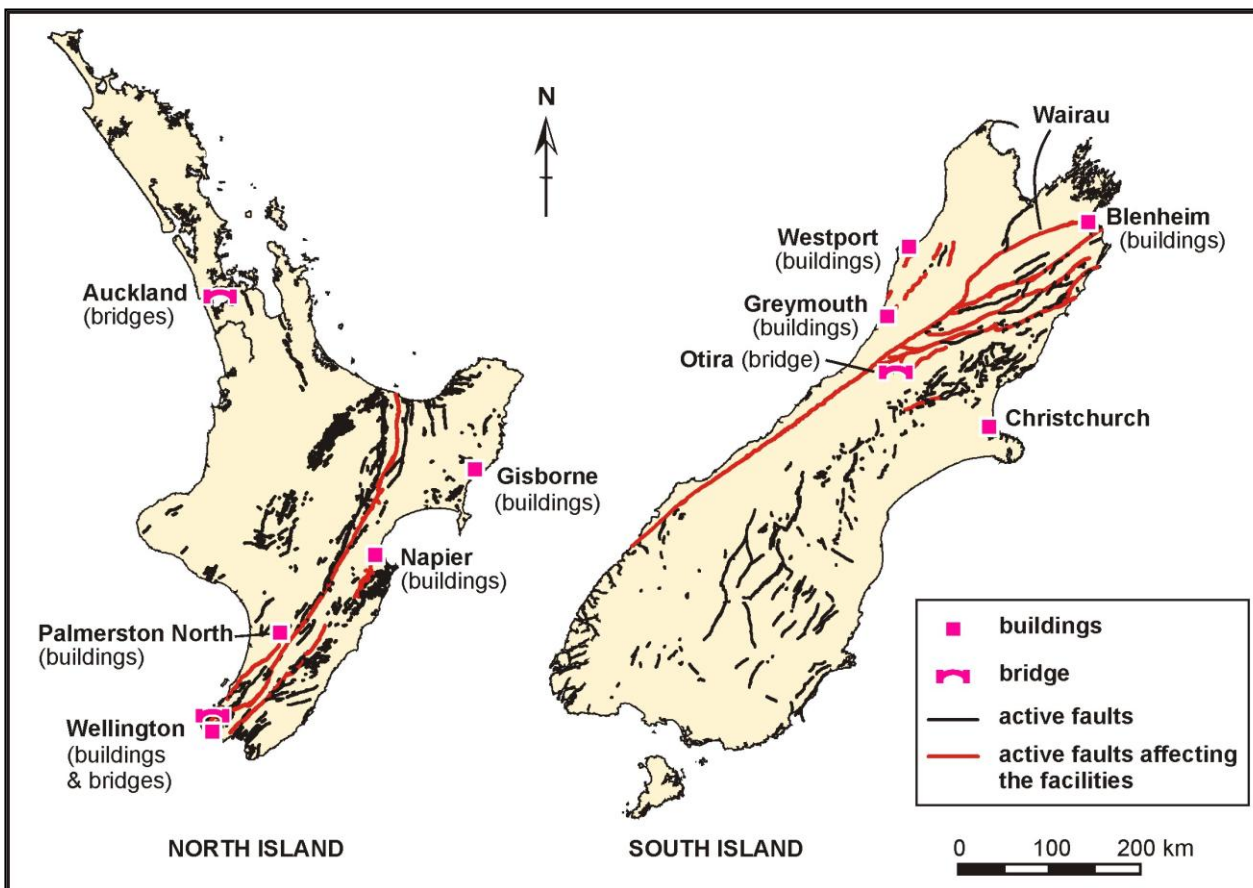 N
Auckland
(bridges)
Gisborne
(buildings)
Napier
(buildings)
Palmerston North
(buildings)
Wellington
(buildings
& bridges)
NORTH ISLAND
Wairau
Blenheim
(buildings)
Westport
(buildings)
Greymouth
(buildings)
Otira (bridge)
Christchurch
SOUTH ISLAND
buildings
bridge
active faults
active faults affecting
the facilities
0 100 200 km